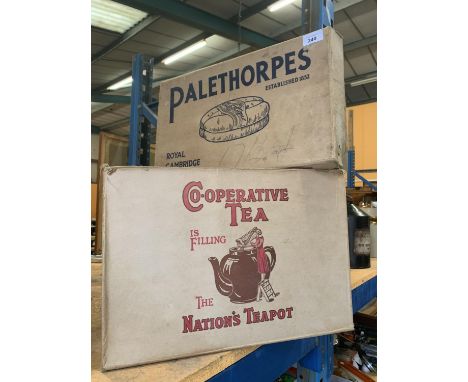 PALETHORPES
ESTABLISHED 1852
ROYAL
CAMBRIDGE
CO-OPERATIVE
TEA
IS
FILLING
THE
NATION'S TEAPOT